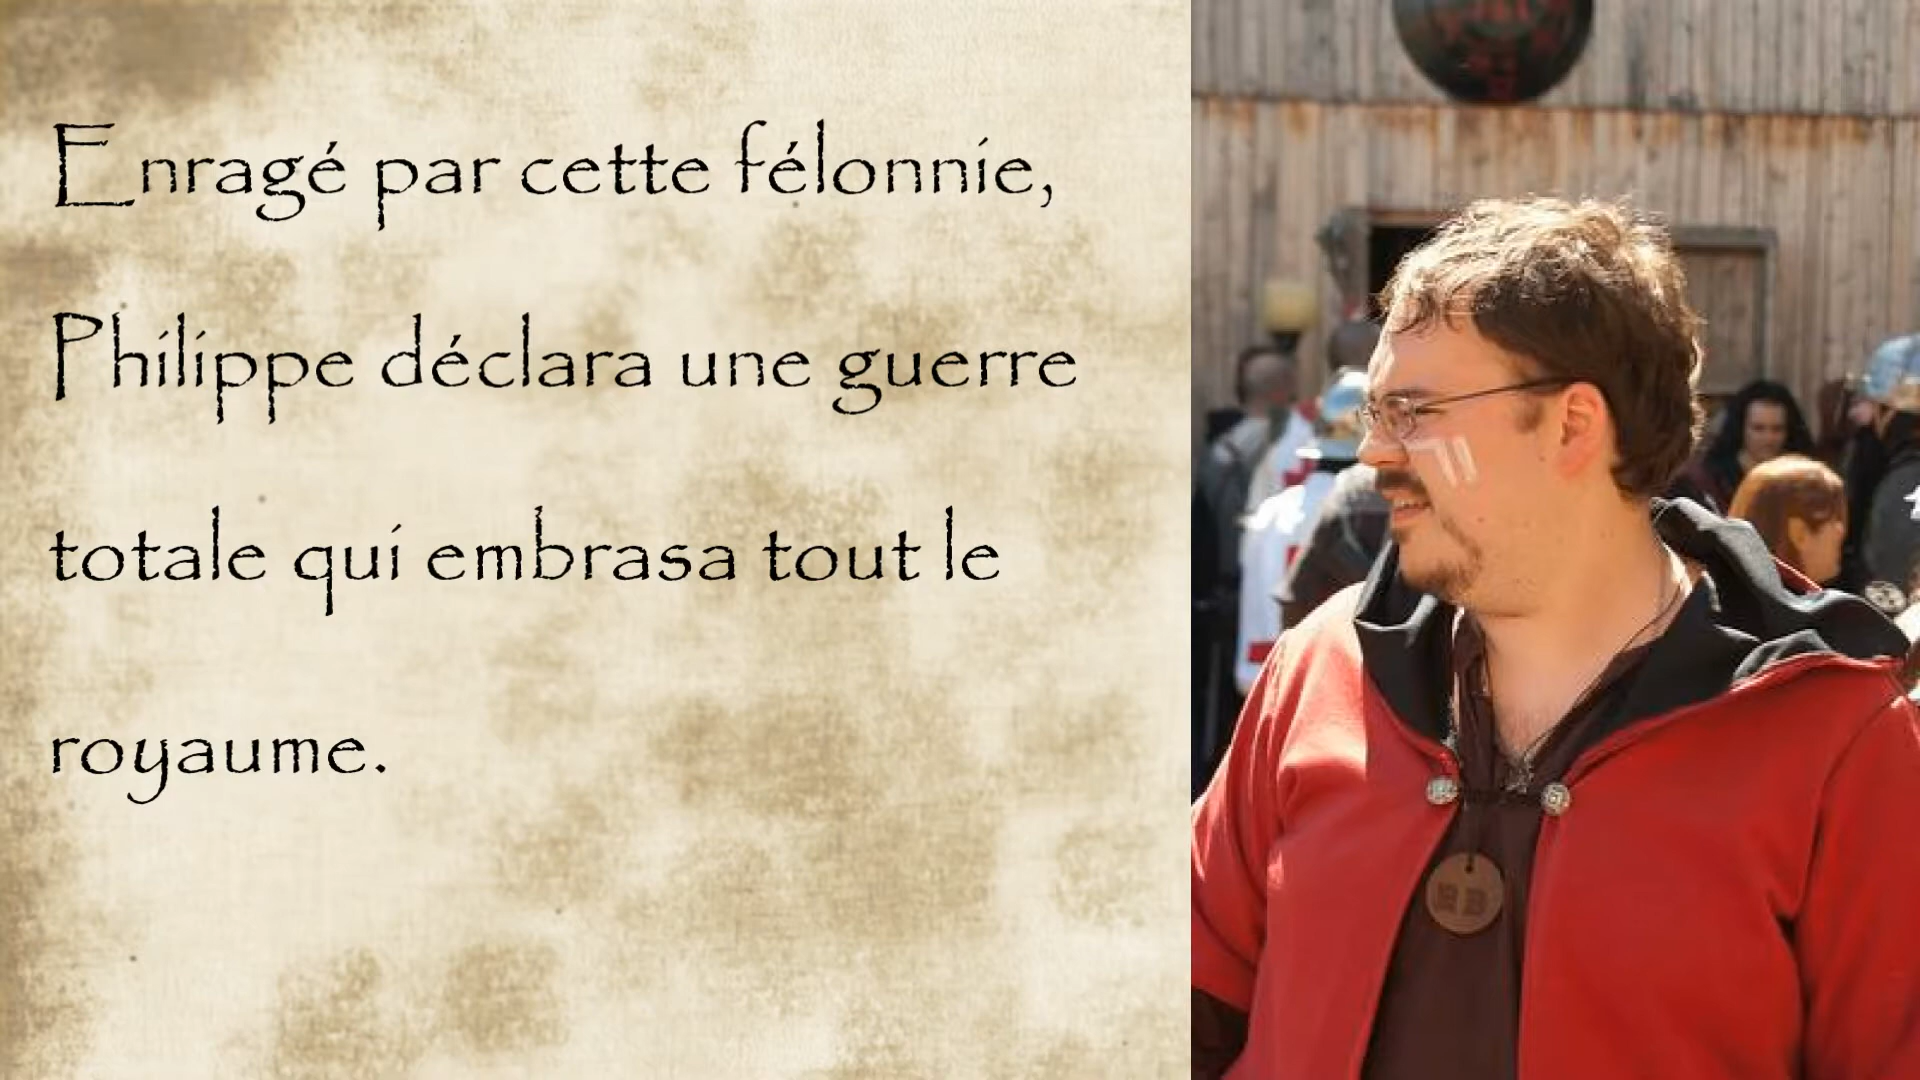 Enragé par cette félonnie,
Philippe déclara une guerre
totale qui embrasa tout le
royaume.